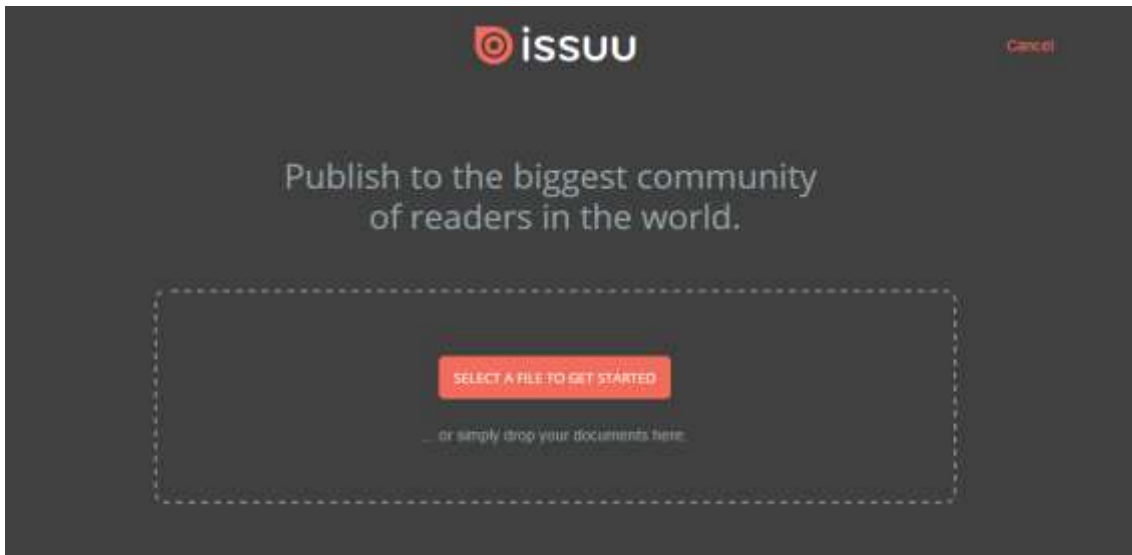 issuu
Cancel
Publish to the biggest community
of readers in the world.
SELECT A FILE TO GET STARTED
... or simply drop your documents here.